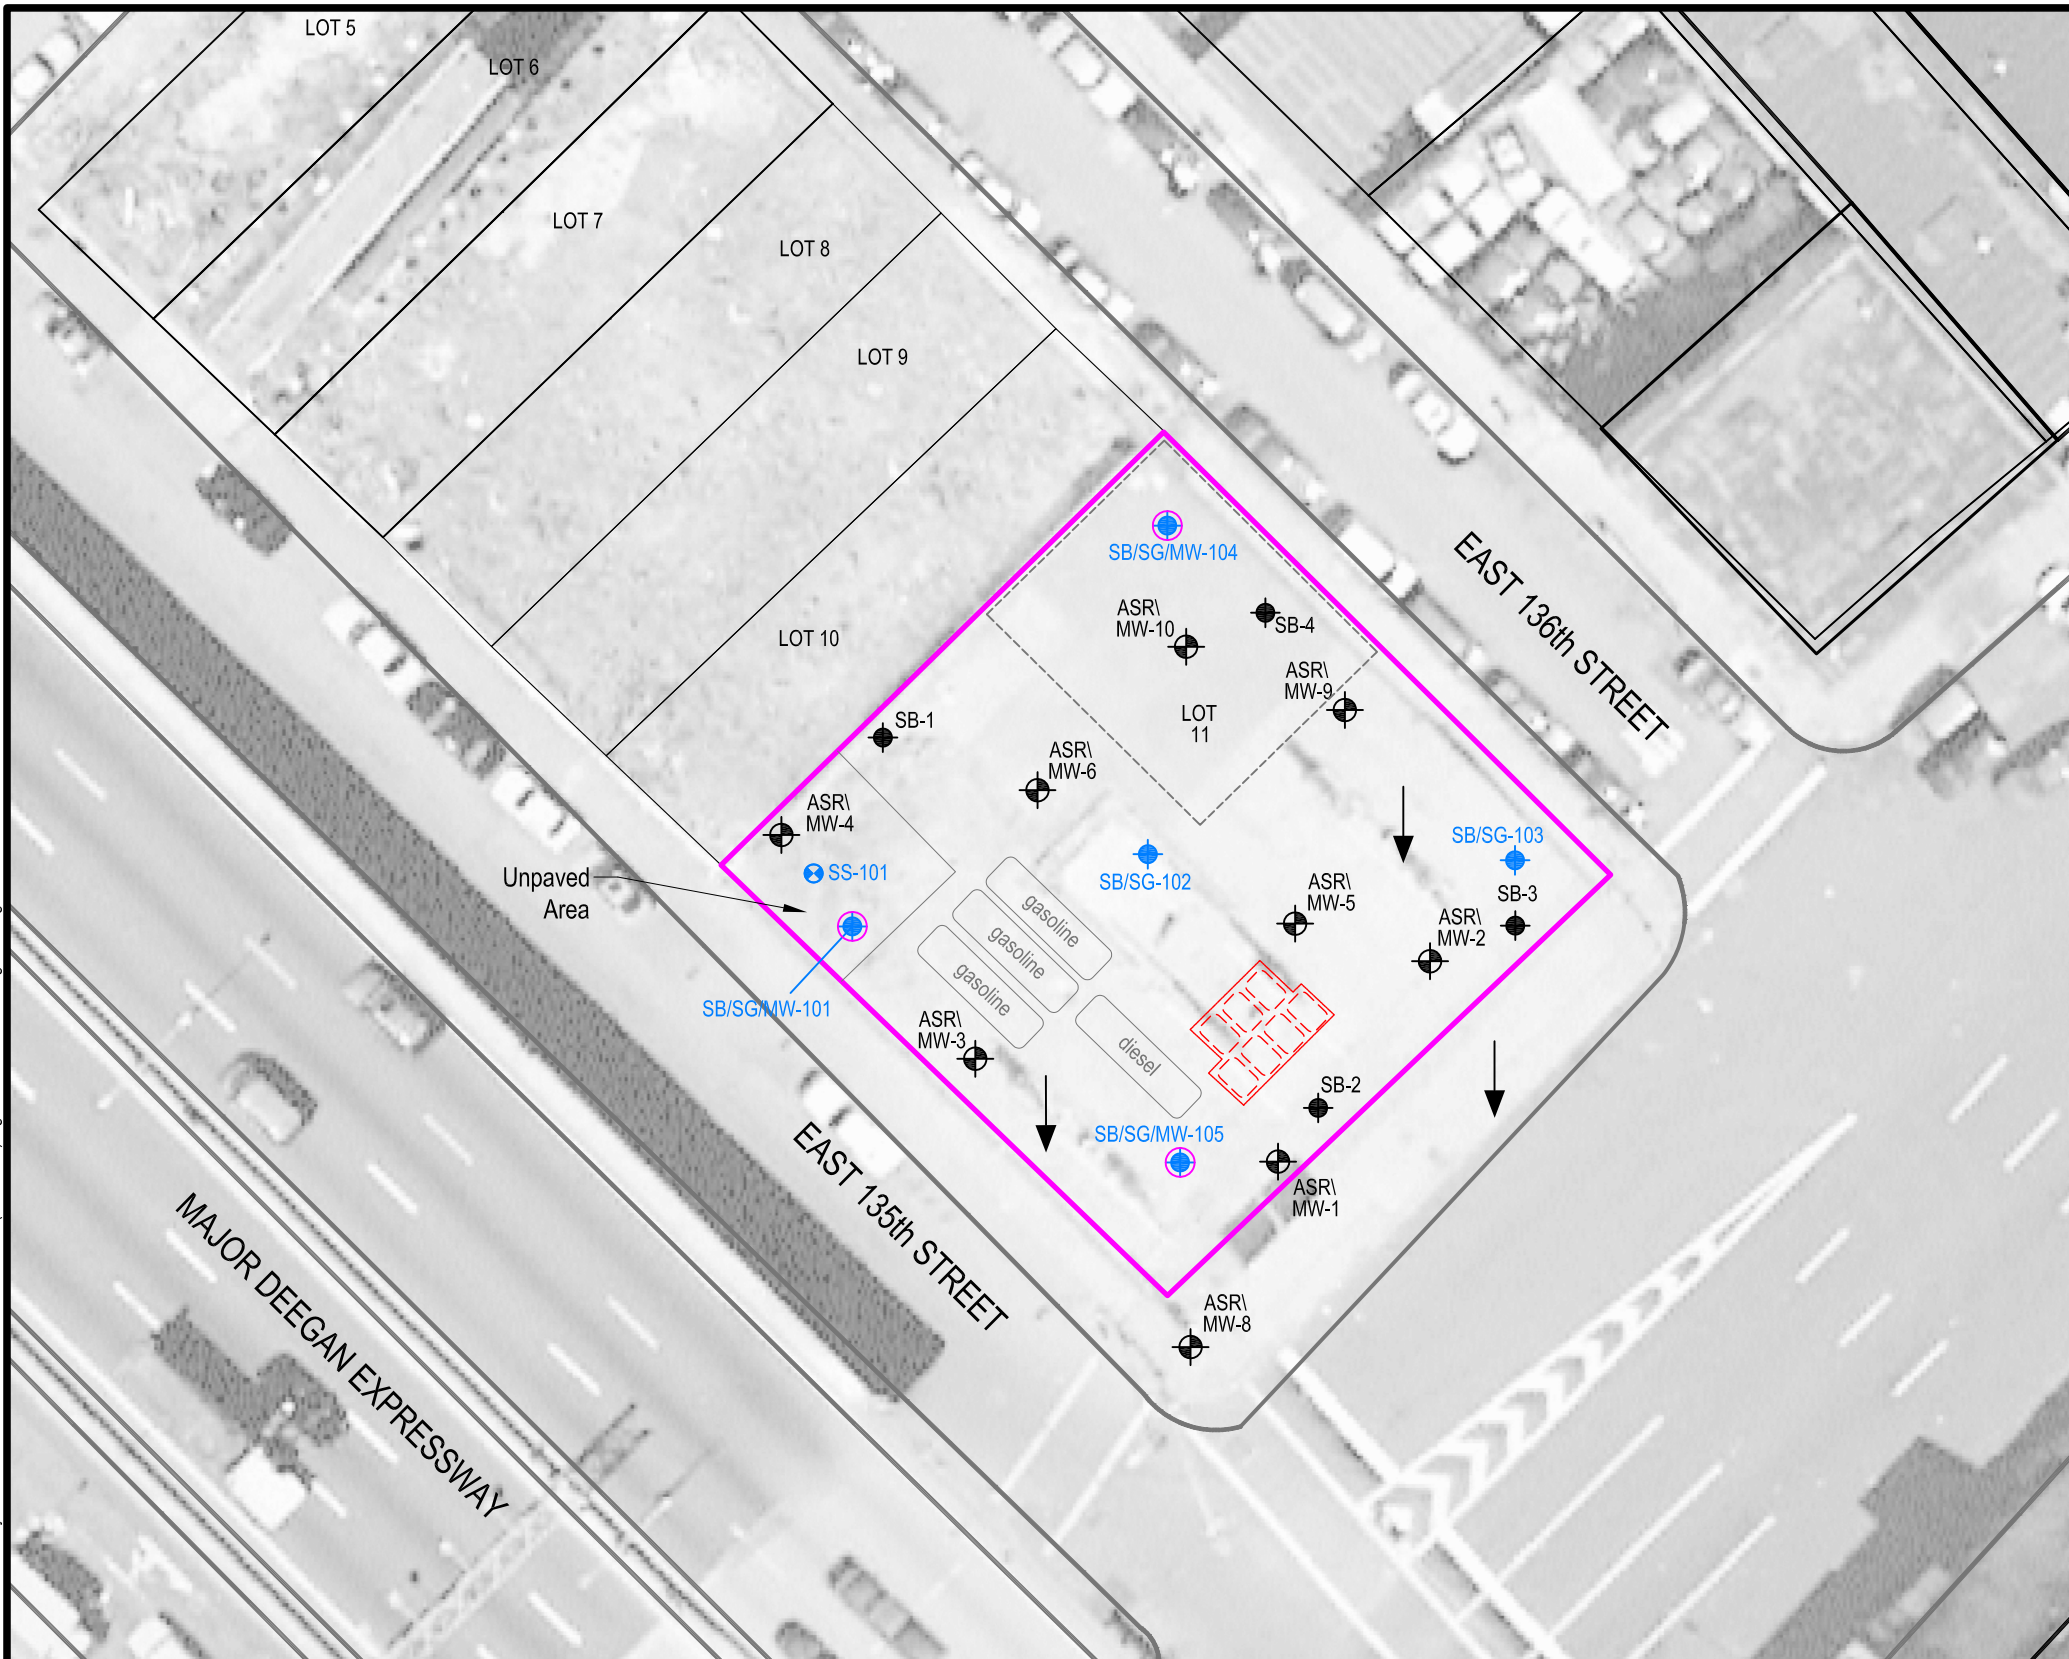 LOT 5
LOT 6
LOT 7
LOT 8
LOT 9
LOT 10
EAST 136th STREET
SB/SG/MW-104
ASR\
MW-10
SB-4
ASR\
MW-9
LOT
11
SB-1
ASR\
MW-6
ASR\
MW-4
SS-101
Unpaved
Area
SB/SG/MW-101
SB/SG-102
SB/SG-103
SB-3
ASR\
MW-5
ASR\
MW-2
gasoline
gasoline
gasoline
diesel
ASR\
MW-3
SB-2
SB/SG/MW-105
ASR\
MW-1
ASR\
MW-8
EAST 135th STREET
MAJOR DEEGAN EXPRESSWAY